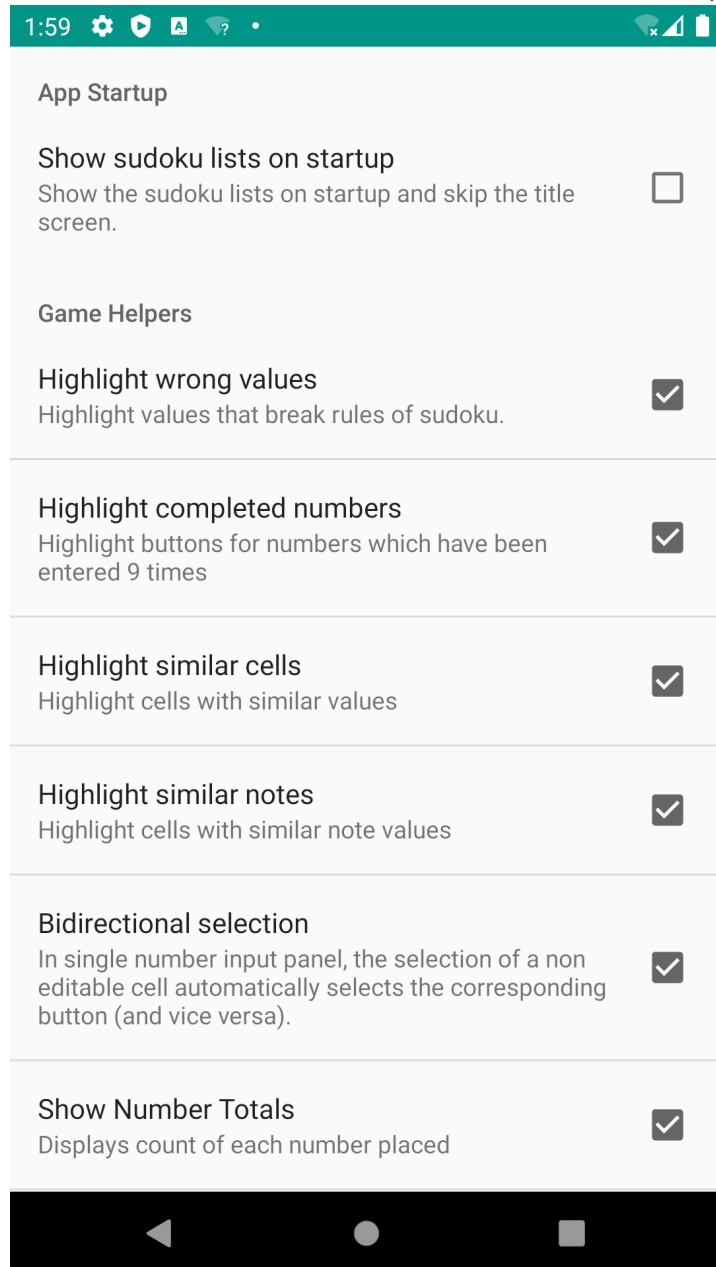 1:59
App Startup
Show sudoku lists on startup
Show the sudoku lists on startup and skip the title
screen.
Game Helpers
Highlight wrong values
Highlight values that break rules of sudoku.
Highlight completed numbers
Highlight buttons for numbers which have been
entered 9 times
Highlight similar cells
Highlight cells with similar values
Highlight similar notes
Highlight cells with similar note values
Bidirectional selection
In single number input panel, the selection of a non
editable cell automatically selects the corresponding
button (and vice versa).
Show Number Totals
Displays count of each number placed